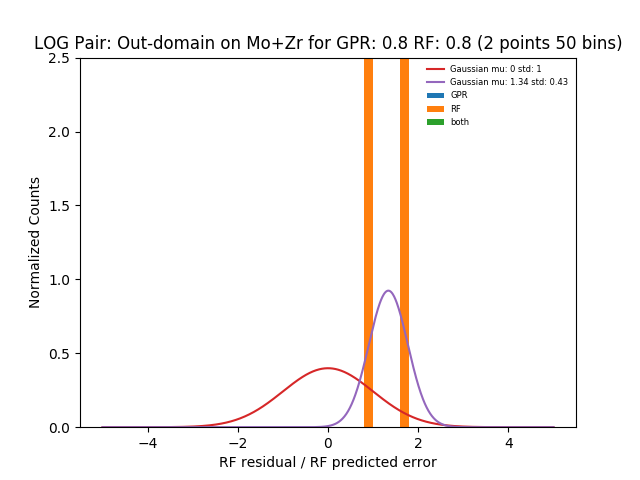 LOG Pair: Out-domain on Mo+Zr for GPR: 0.8 RF: 0.8 (2 points 50 bins)
Gaussian mu: 0 std: 1
Gaussian mu: 1.34 std: 0.43
GPR
RF
both
Normalized Counts
2.5
2.0
1.5
1.0
0.5
0.0
−4 −2 0 2 4
RF residual / RF predicted error